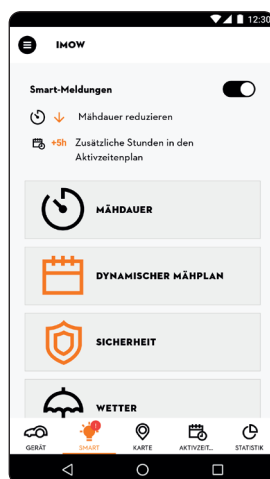 12:30
IMOW
Smart-Meldungen
Mähdauer reduzieren
+5h Zusätzliche Stunden in den
Aktivzeitenplan
MÄHDAUER
DYNAMISCHER MÄHPLAN
SICHERHEIT
WETTER
1
GERÄT SMART KARTE AKTIVZEIT... STATISTIK